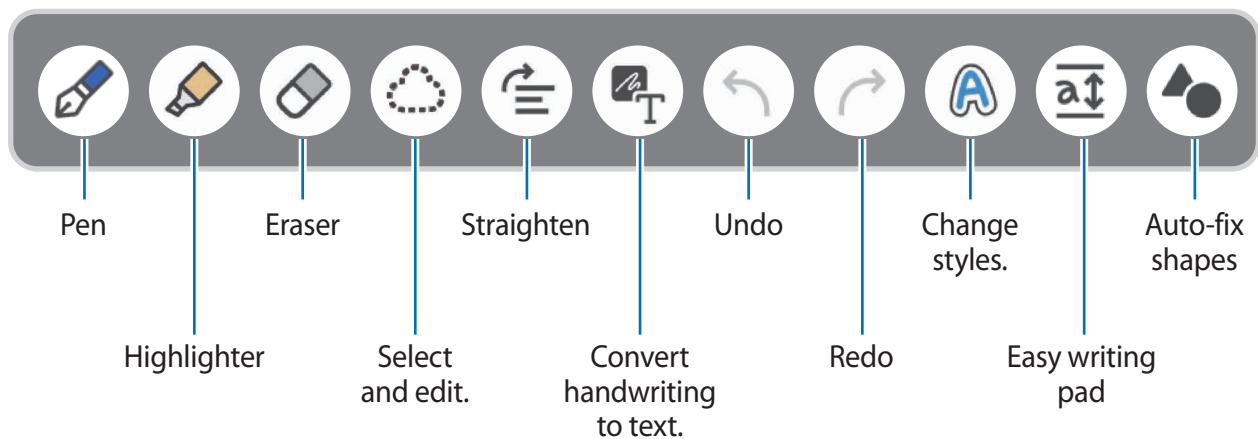 Pen
Eraser
Straighten
Undo
Change
styles.
Auto-fix
shapes
Highlighter
Select
and edit.
Convert
handwriting
to text.
Redo
Easy writing
pad